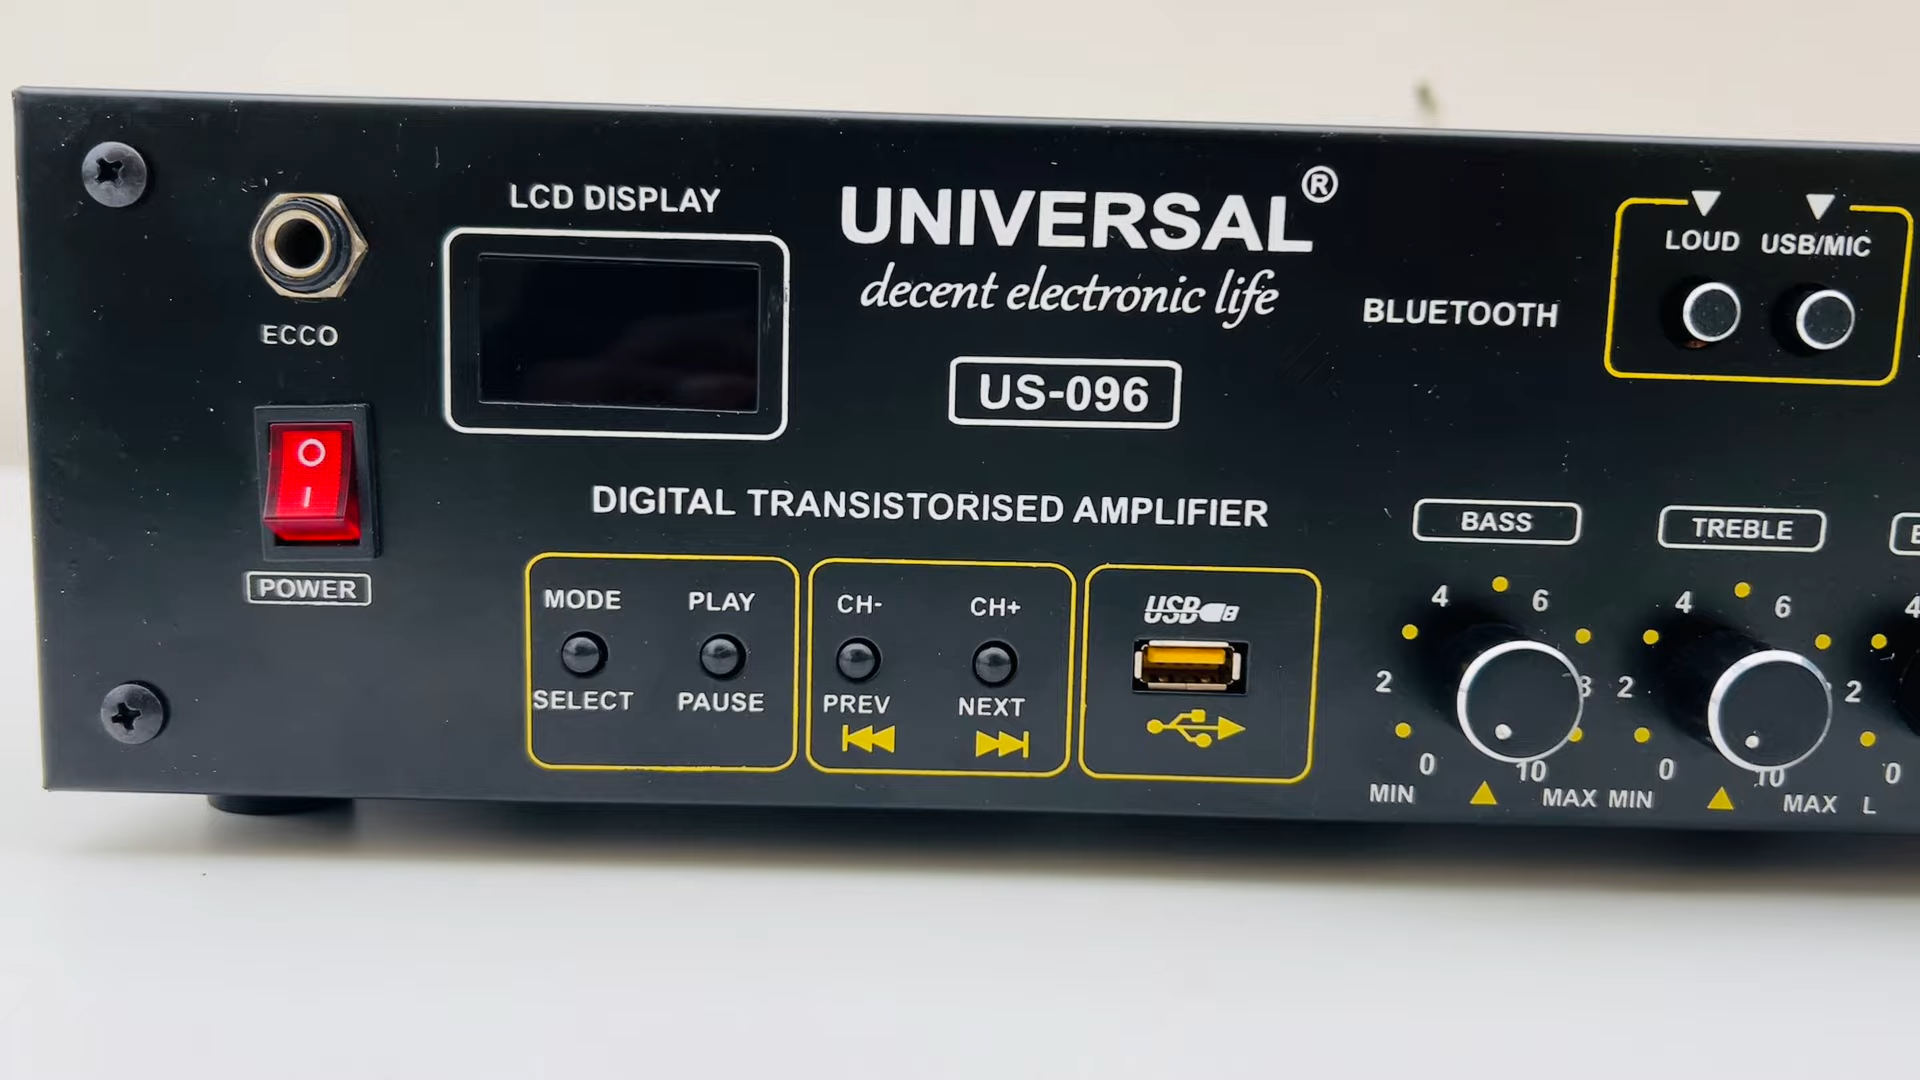 LCD DISPLAY
UNIVERSAL®
decent electronic life
ECCO
BLUETOOTH
LOUD USB/MIC
US-096
O
I
POWER
DIGITAL TRANSISTORISED AMPLIFIER
MODE PLAY
SELECT PAUSE
CH- CH+
PREV NEXT
USB
BASS
4 6
2 8
0 10
MIN MAX
TREBLE
4 6
2
0 10
MIN MAX
4
2
0
L